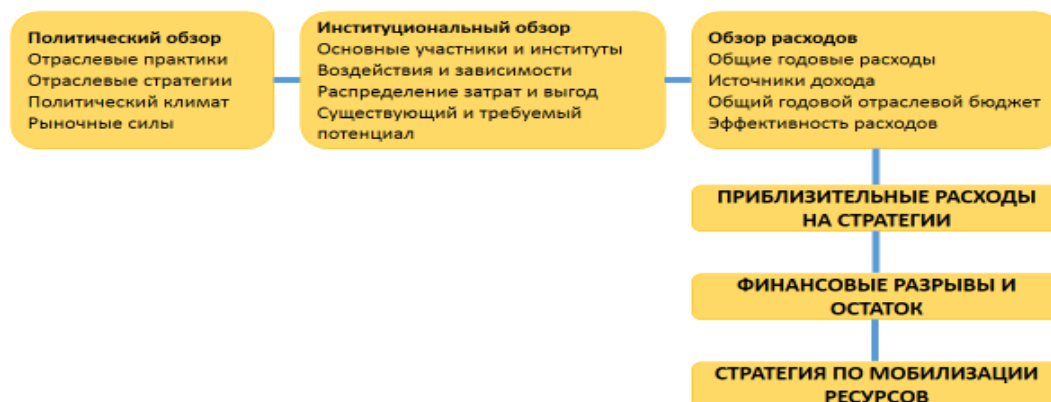 Политический обзор
Отраслевые практики
Отраслевые стратегии
Политический климат
Рыночные силы
Институциональный обзор
Основные участники и институты
Воздействия и зависимости
Распределение затрат и выгод
Существующий и требуемый
потенциал
Обзор расходов
Общие годовые расходы
Источники дохода
Общий годовой отраслевой бюджет
Эффективность расходов
ПРИБЛИЗИТЕЛЬНЫЕ РАСХОДЫ
НА СТРАТЕГИИ
ФИНАНСОВЫЕ РАЗРЫВЫ И
ОСТАТОК
СТРАТЕГИЯ ПО МОБИЛИЗАЦИИ
РЕСУРСОВ